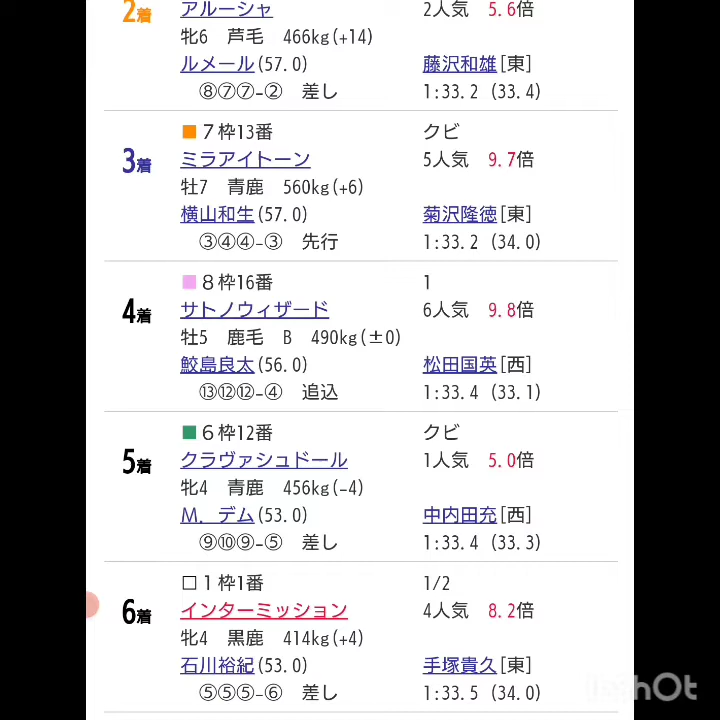 2着 アルーシャ 2人気 5.6倍
牝6 芦毛 466kg(+14)
ルメール(57.0) 藤沢和雄[東]
⑧⑦⑦-② 差し 1:33.2 (33.4)
■7枠13番 クビ
3着 ミラアイトーン 5人気 9.7倍
牡7 青鹿 560kg(+6)
横山和生(57.0) 菊沢隆徳[東]
③④④-③ 先行 1:33.2 (34.0)
■8枠16番 1
4着 サトノウィザード 6人気 9.8倍
牡5 鹿毛 B 490kg(±0)
鮫島良太(56.0) 松田国英[西]
⑬⑫⑫-④ 追込 1:33.4 (33.1)
■6枠12番 クビ
5着 クラヴァシュドール 1人気 5.0倍
牝4 青鹿 456kg(-4)
M. デム(53.0) 中内田充[西]
⑨⑩⑨-⑤ 差し 1:33.4 (33.3)
□1枠1番 1/2
6着 インターミッション 4人気 8.2倍
牝4 黒鹿 414kg(+4)
石川裕紀(53.0) 手塚貴久[東]
⑤⑤⑤-⑥ 差し 1:33.5 (34.0)